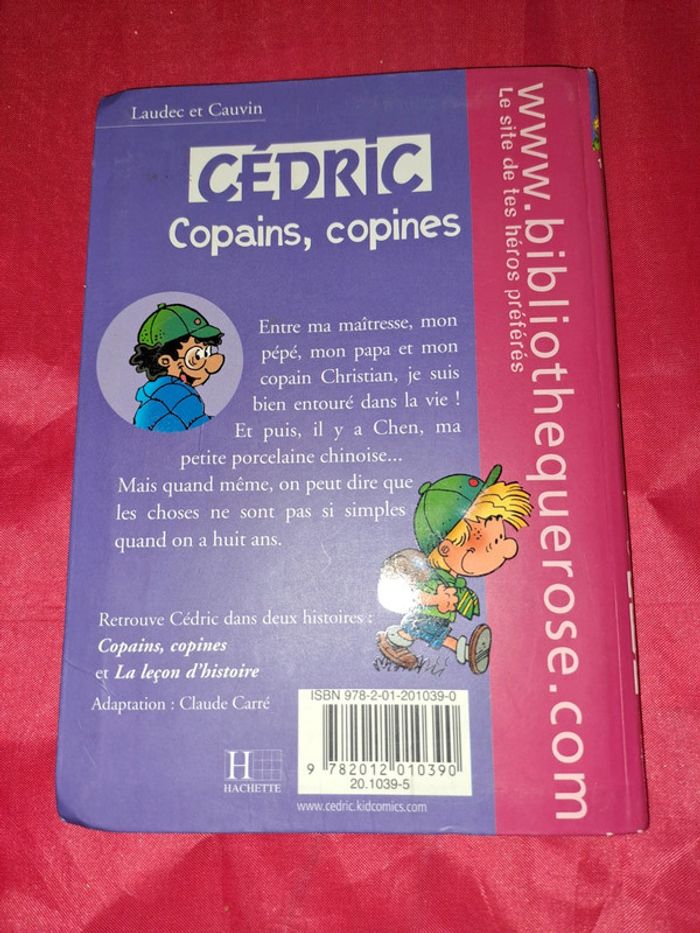 Laudec et Cauvin
CÉDRIC
Copains, copines
Entre ma maîtresse, mon
pépé, mon papa et mon
copain Christian, je suis
bien entouré dans la vie !
Et puis, il y a Chen, ma
petite porcelaine chinoise...
Mais quand même, on peut dire que
les choses ne sont pas si simples
quand on a huit ans.
Retrouve Cédric dans deux histoires :
Copains, copines
et La leçon d'histoire
Adaptation : Claude Carré
HACHETTE
ISBN 978-2-01-201039-0
9 782012 010390
20.1039-5
www.cedric.kidcomics.com
www.bibliothequerose.com
Le site de tes héros préférés